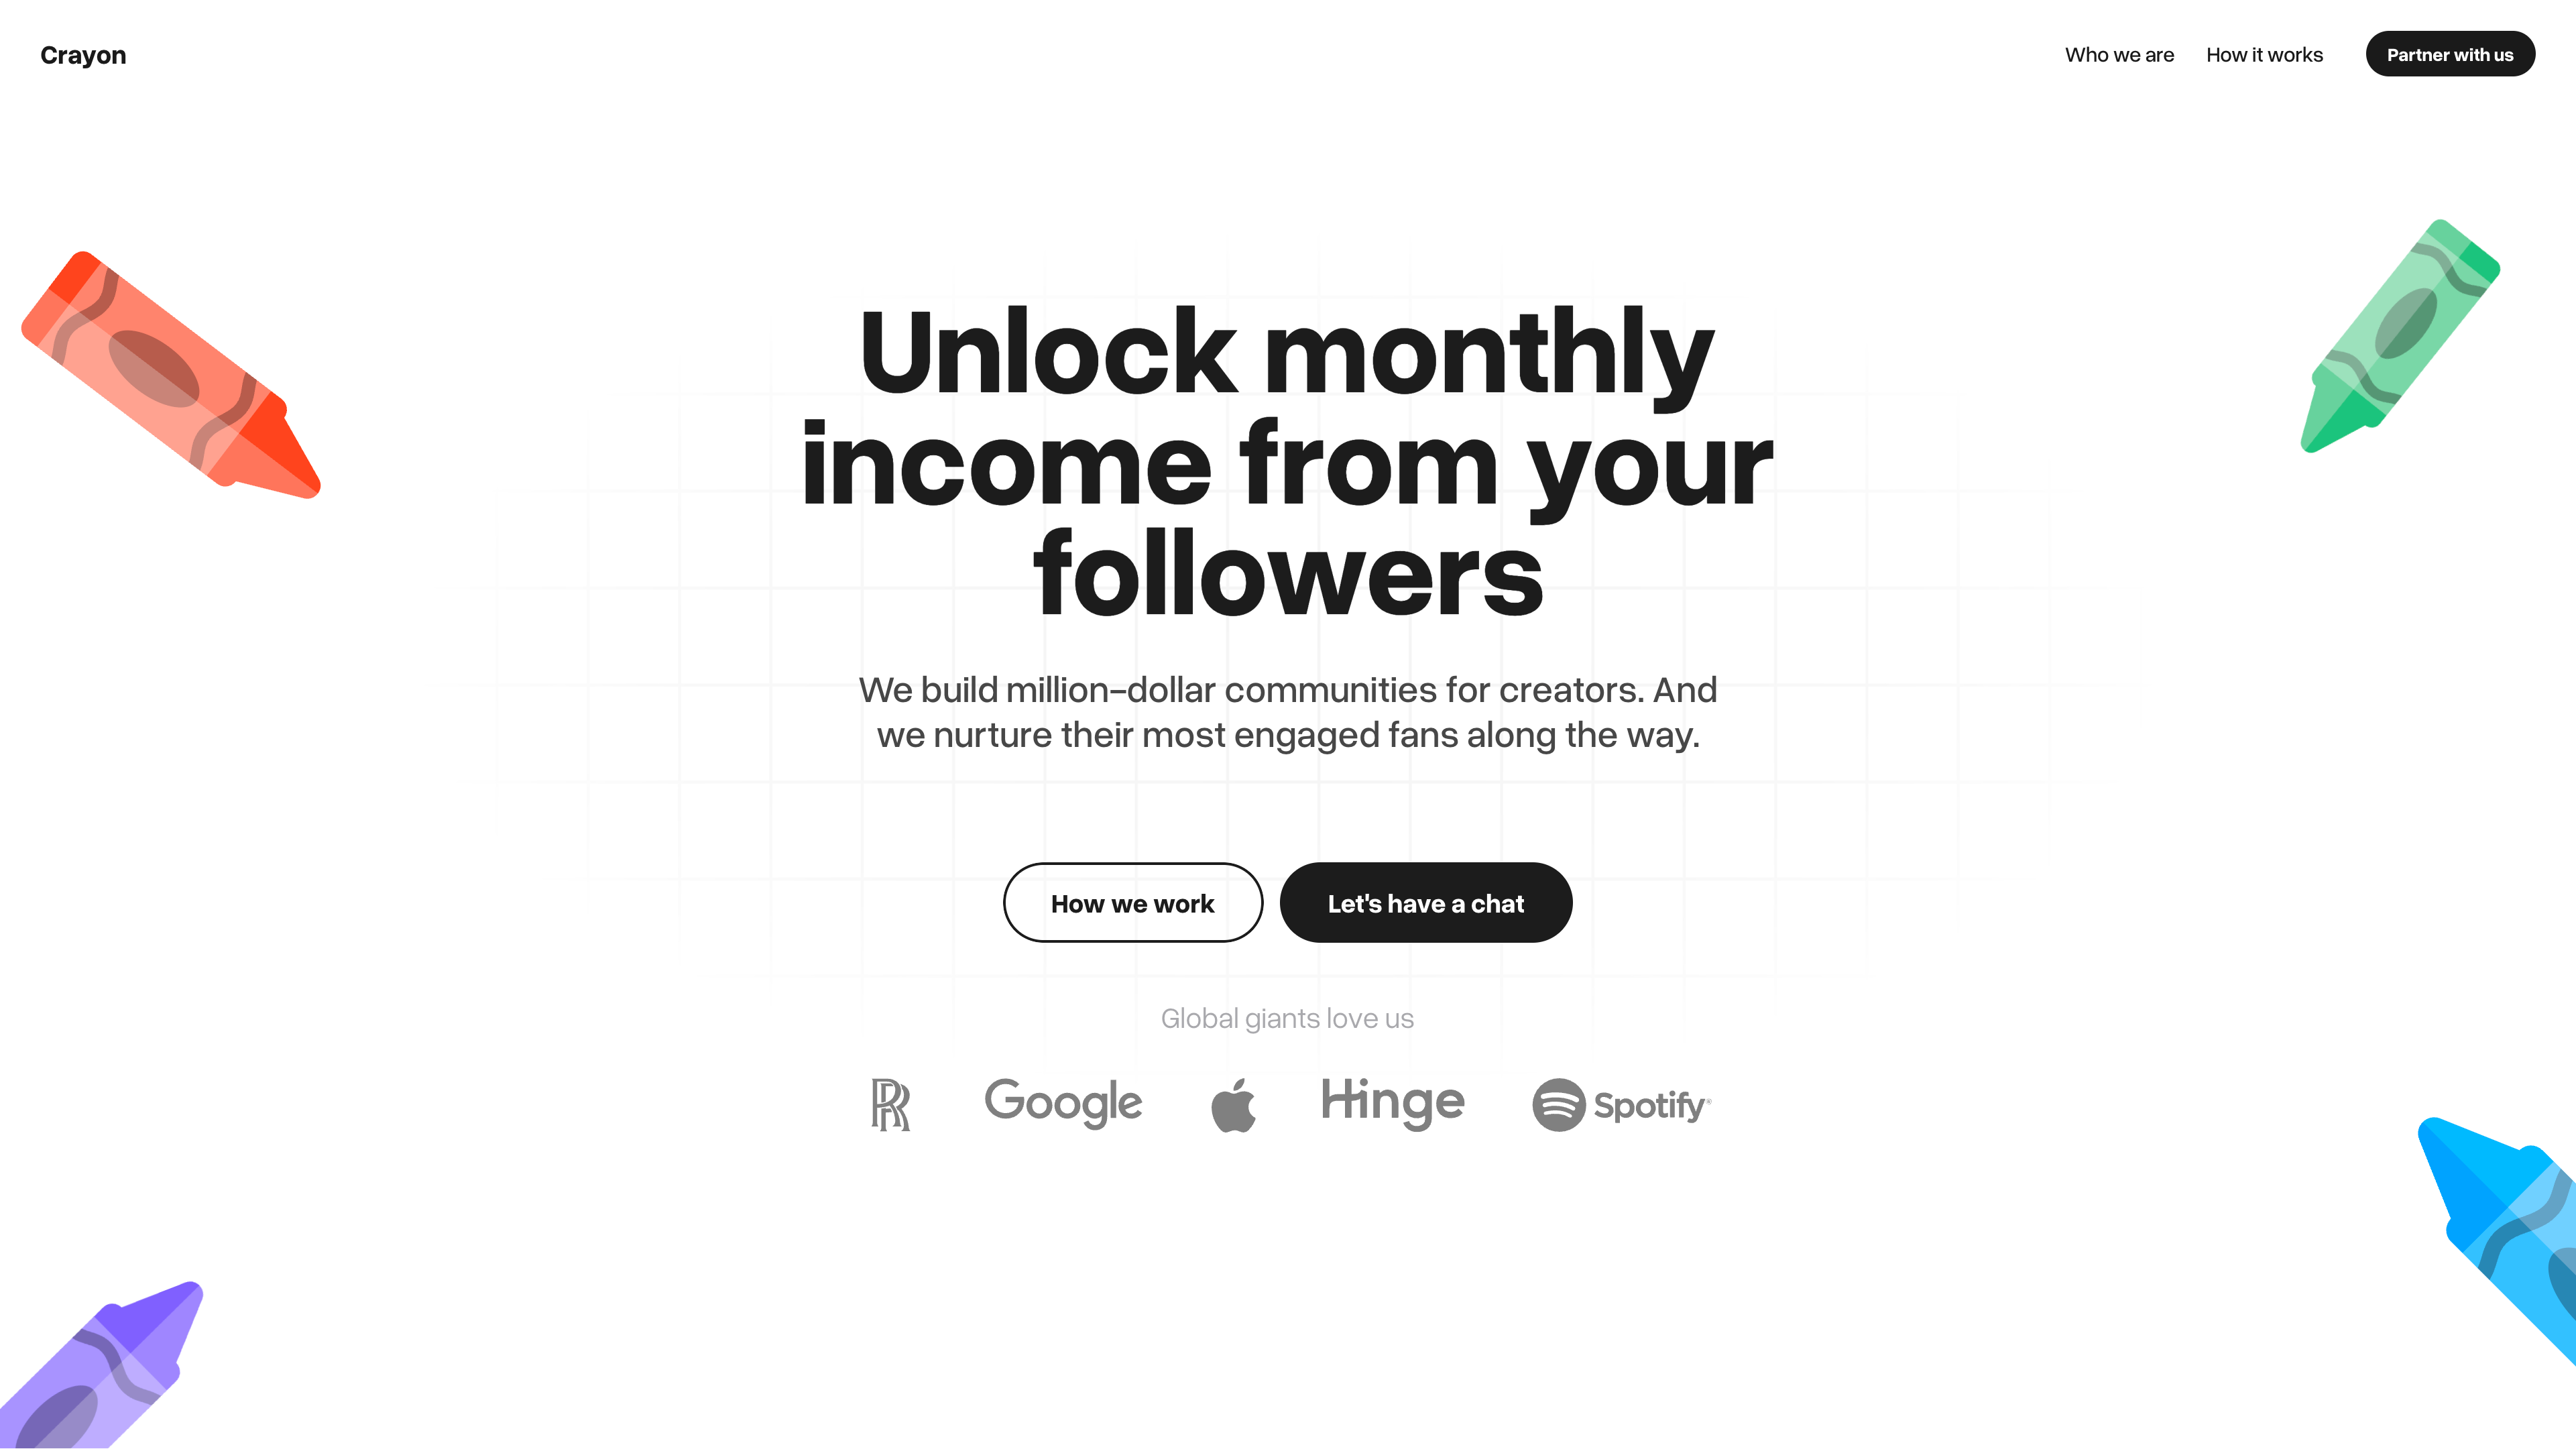 Crayon
Who we are
How it works
Partner with us
Unlock monthly
income from your
followers
We build million–dollar communities for creators. And
we nurture their most engaged fans along the way.
How we work
Let's have a chat
Global giants love us
RR
Google
Hinge
Spotify®